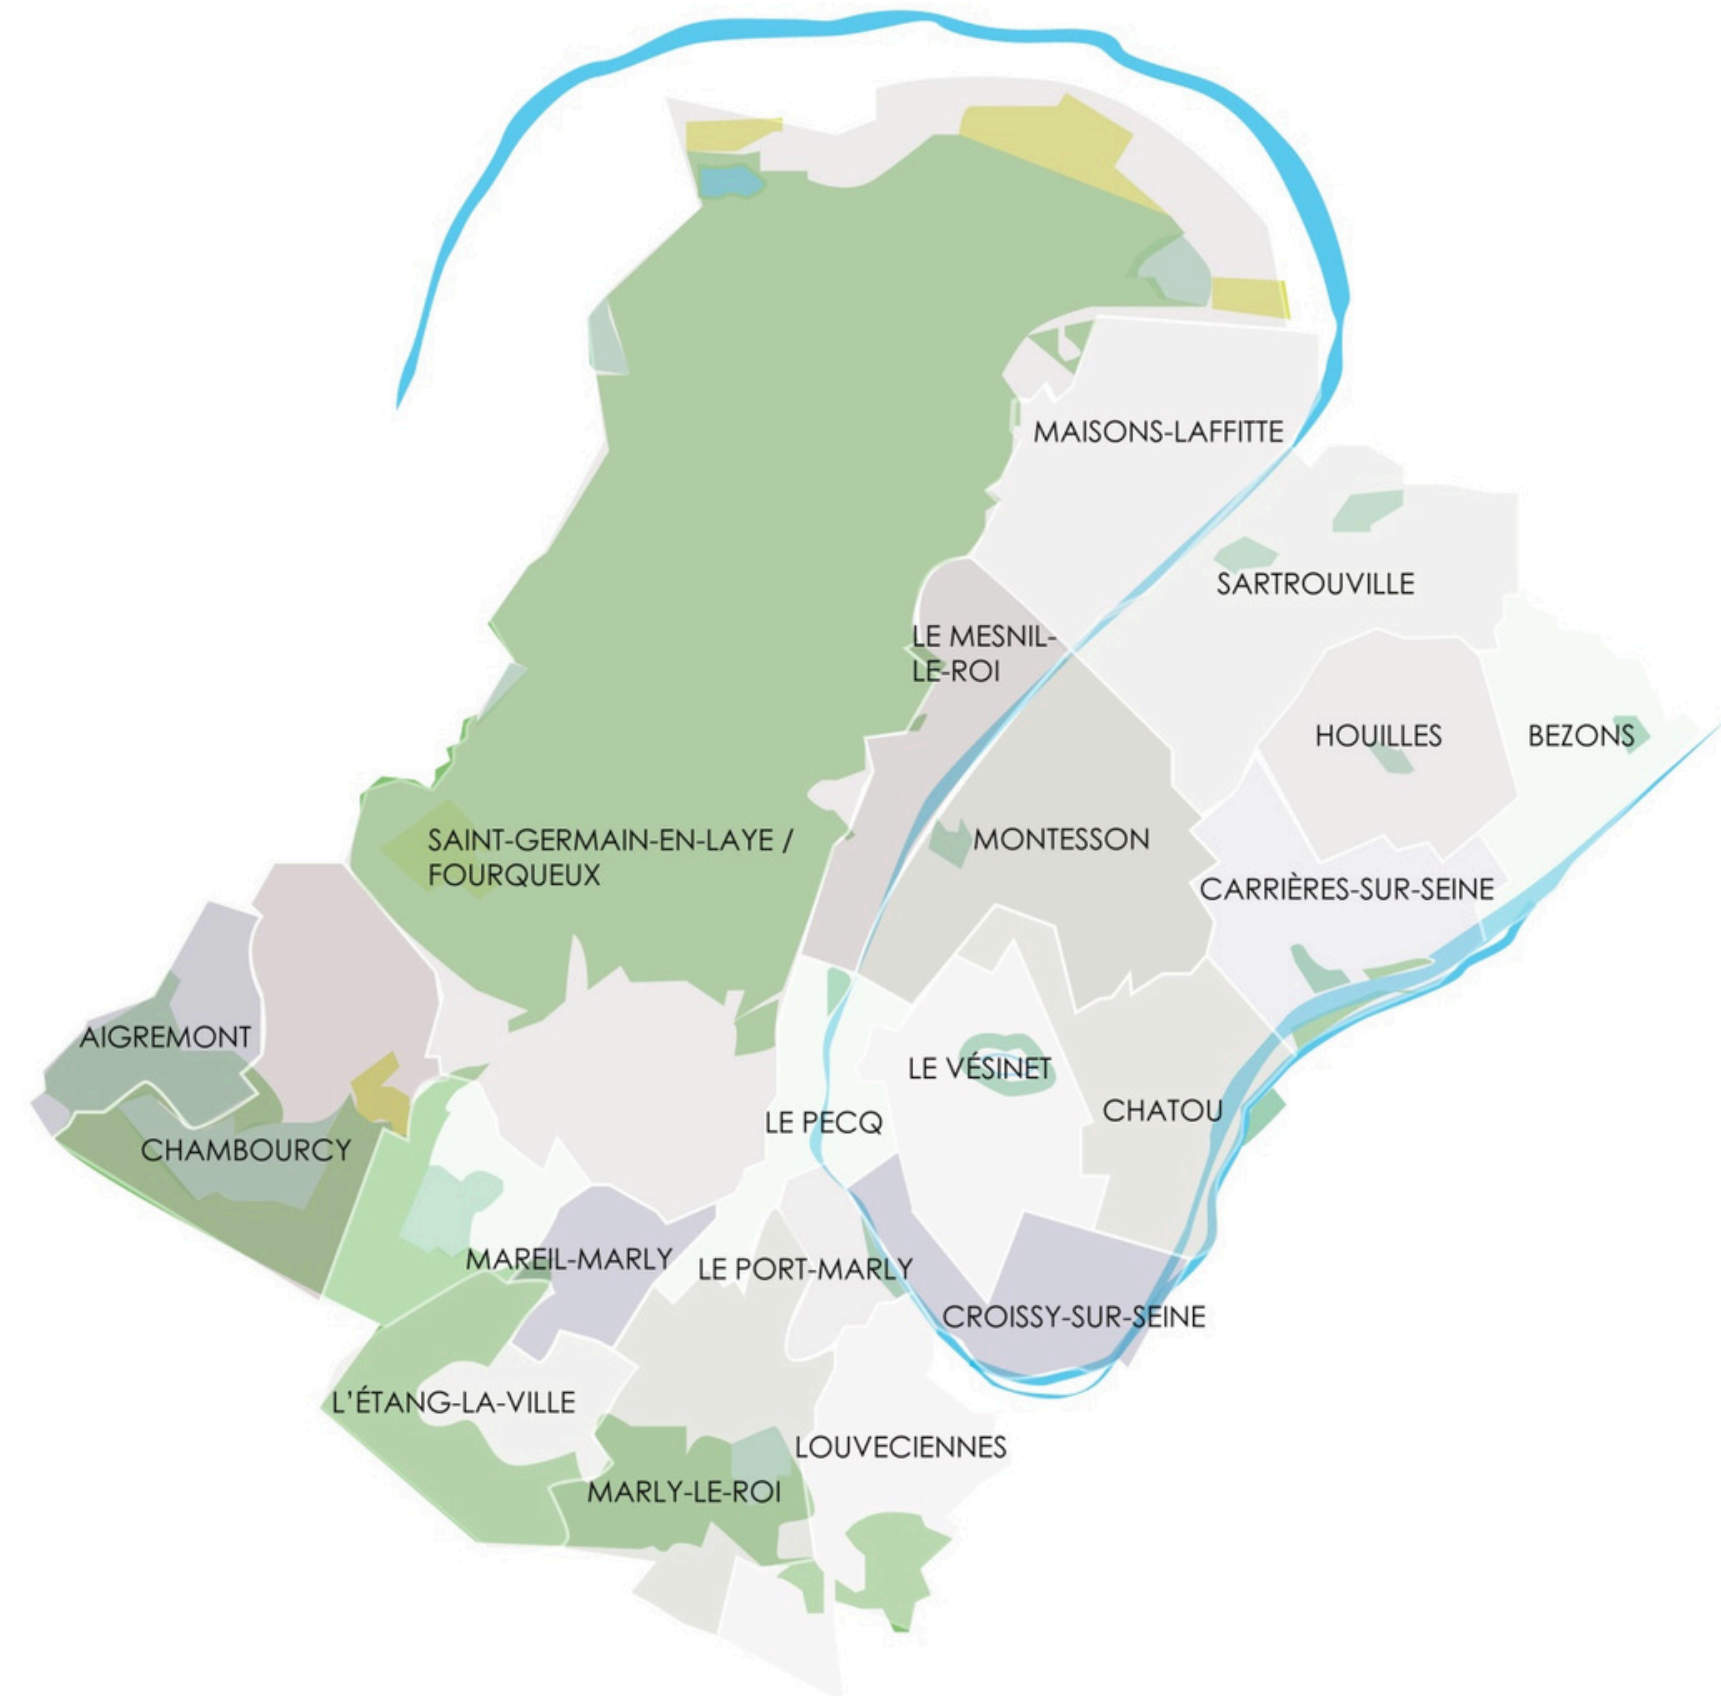 MAISONS-LAFFITTE
SARTROUVILLE
LE MESNIL-
LE-ROI
HOUILLES
BEZONS
SAINT-GERMAIN-EN-LAYE /
FOURQUEUX
MONTESSON
CARRIÈRES-SUR-SEINE
AIGREMONT
LE VÉSINET
CHATOU
LE PECQ
CHAMBOURCY
MAREIL-MARLY
LE PORT-MARLY
CROISSY-SUR-SEINE
L'ÉTANG-LA-VILLE
LOUVECIENNES
MARLY-LE-ROI